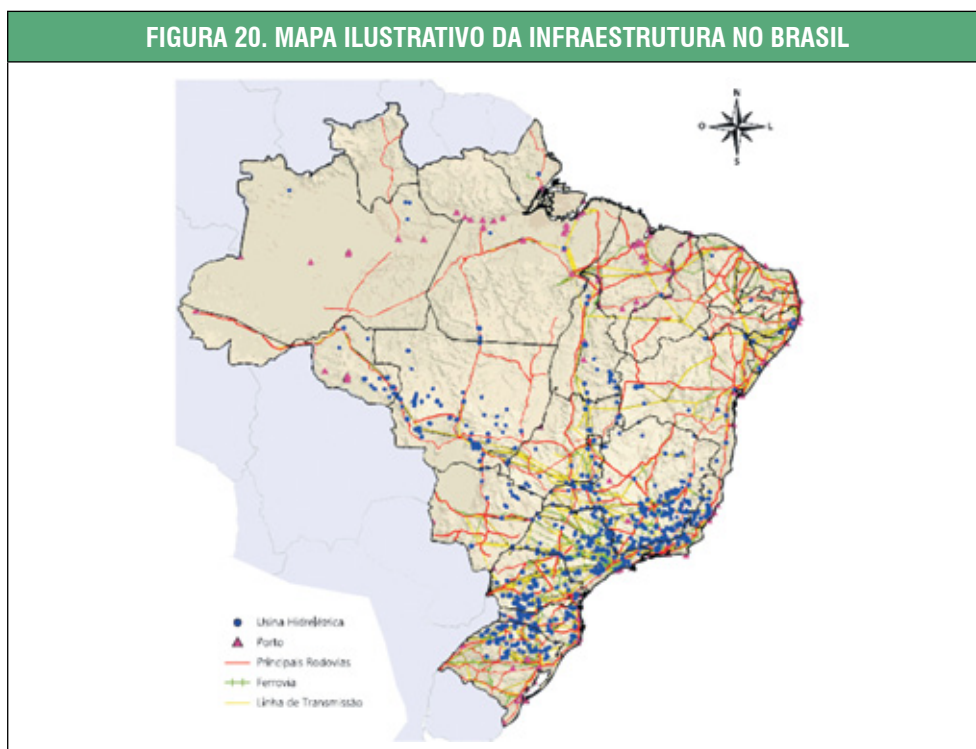 FIGURA 20. MAPA ILUSTRATIVO DA INFRAESTRUTURA NO BRASIL
N
O
L
S
Usina Hidrelétrica
Porto
Principais Rodovias
Ferrovia
Linha de Transmissão